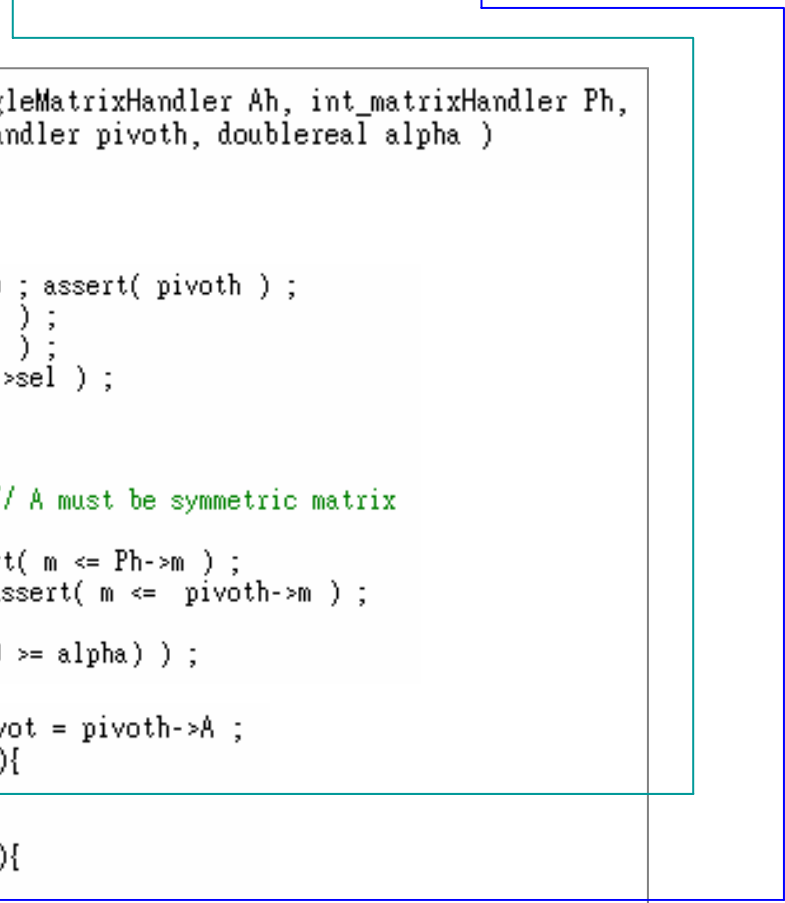 gleMatrixHandler Ah, int_matrixHandler Ph,
andler pivoth, doublereal alpha )
) ; assert( pivoth ) ;
) ;
) ;
>sel ) ;
// A must be symmetric matrix
t( m <= Ph->m ) ;
assert( m <=  pivoth->m ) ;
>= alpha) ) ;
vot = pivoth->A ;
){
){